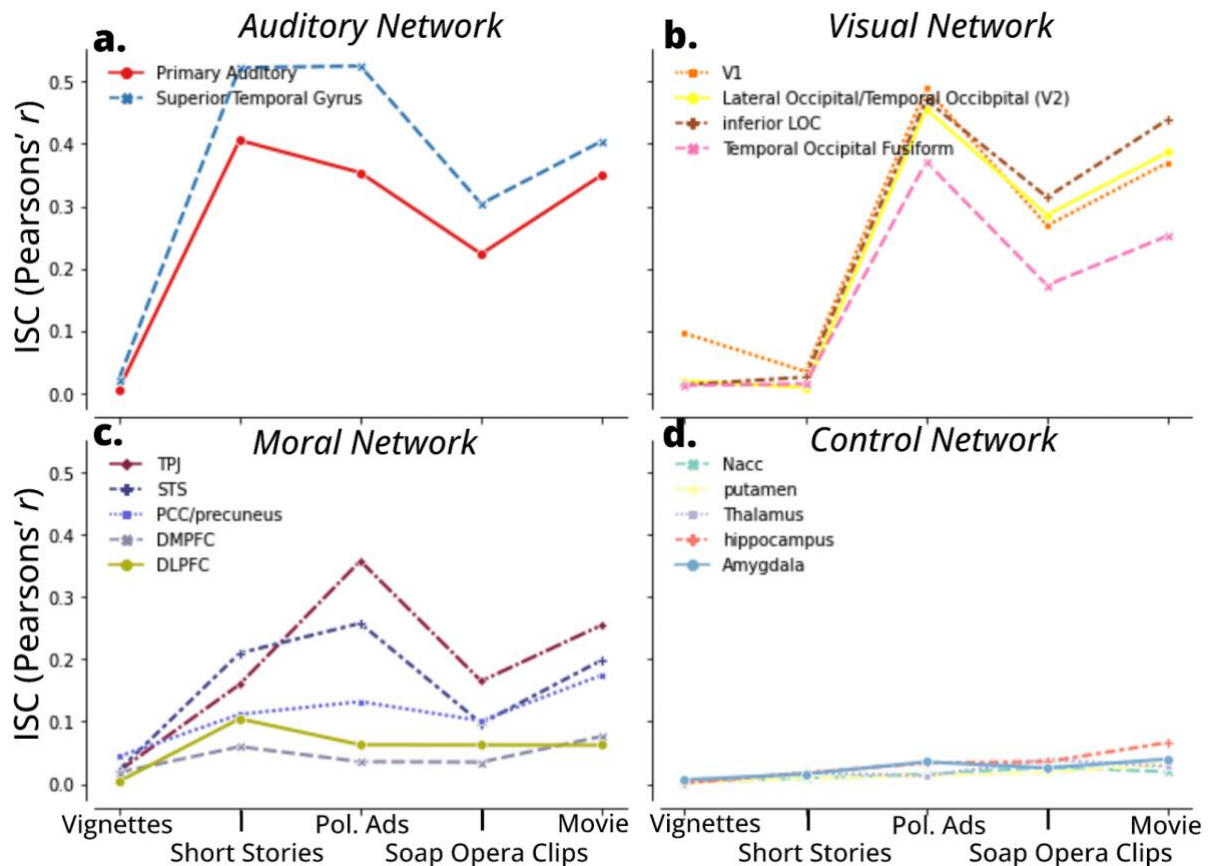 a.
Auditory Network
ISC (Pearsons' r)
0.5
0.4
0.3
0.2
0.1
0.0
Primary Auditory
Superior Temporal Gyrus
b.
Visual Network
V1
Lateral Occipital/Temporal Occibpital (V2)
inferior LOC
Temporal Occipital Fusiform
c.
Moral Network
ISC (Pearsons' r)
0.5
0.4
0.3
0.2
0.1
0.0
TPJ
STS
PCC/precuneus
DMPFC
DLPFC
Vignettes
Short Stories
Pol. Ads
Soap Opera Clips
Movie
d.
Control Network
Nacc
putamen
Thalamus
hippocampus
Amygdala
Vignettes
Short Stories
Pol. Ads
Soap Opera Clips
Movie